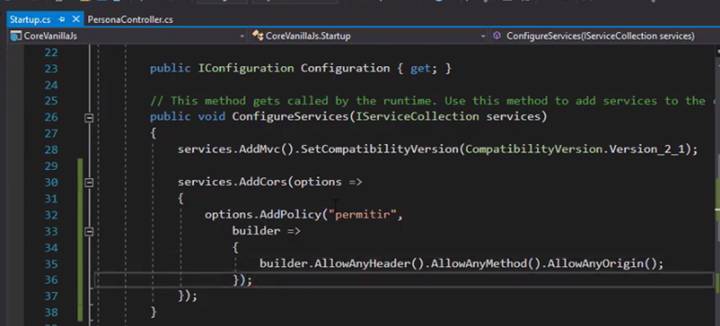 Startup.cs PersonaController.cs
CoreVanillaJs CoreVanillaJs.Startup ConfigureServices(IServiceCollection services)
22
23 public IConfiguration Configuration { get; }
24
25 // This method gets called by the runtime. Use this method to add services to the
26 public void ConfigureServices(IServiceCollection services)
27 {
28 services.AddMvc().SetCompatibilityVersion(CompatibilityVersion.Version_2_1);
29
30 services.AddCors(options =>
31 {
32 options.AddPolicy("permitir",
33 builder =>
34 {
35 builder.AllowAnyHeader().AllowAnyMethod().AllowAnyOrigin();
36 });
37 });
38 }